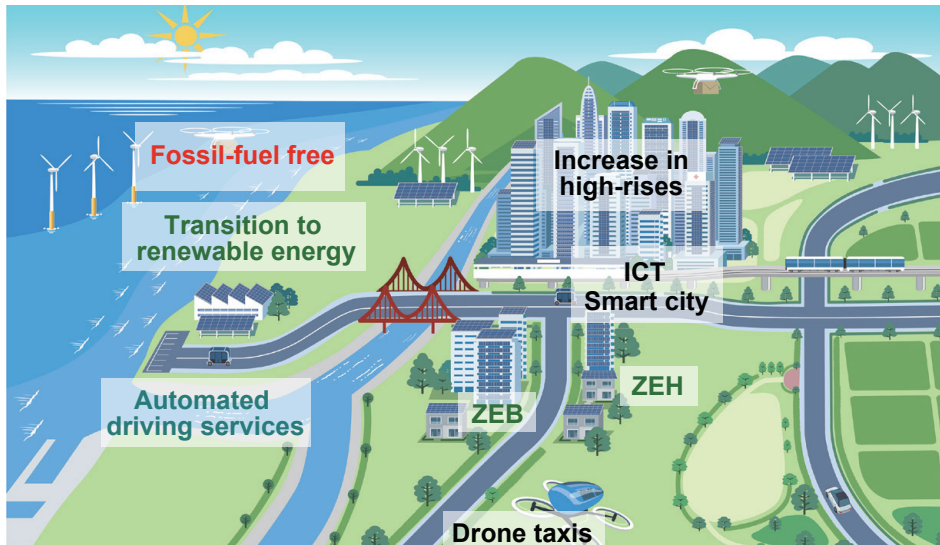 Fossil-fuel free
Increase in
high-rises
Transition to
renewable energy
ICT
Smart city
Automated
driving services
ZEB
ZEH
Drone taxis